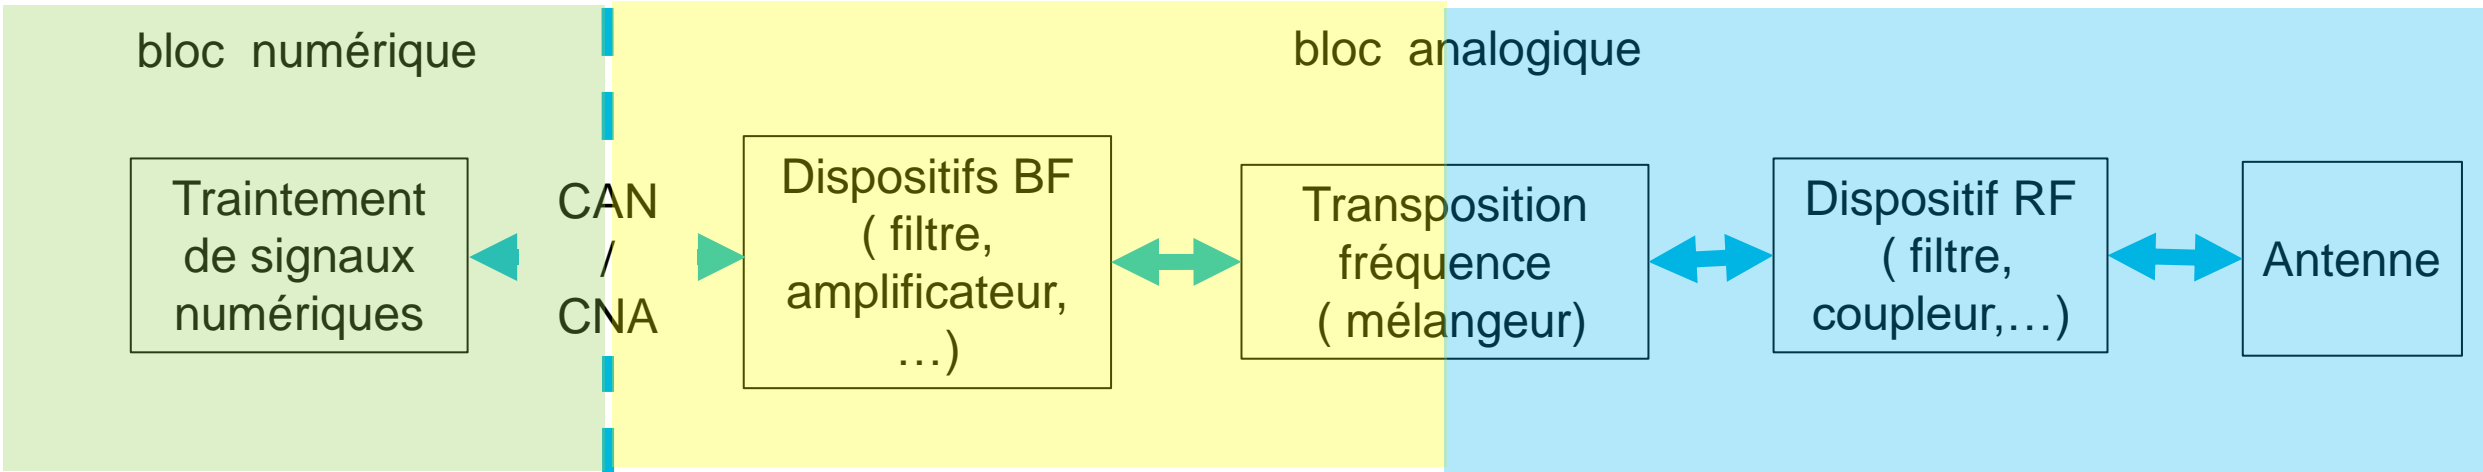 bloc numérique
bloc analogique
Traintement
de signaux
numériques
CAN
/
CNA
Dispositifs BF
( filtre,
amplificateur,
…)
Transposition
fréquence
( mélangeur)
Dispositif RF
( filtre,
coupleur,…)
Antenne